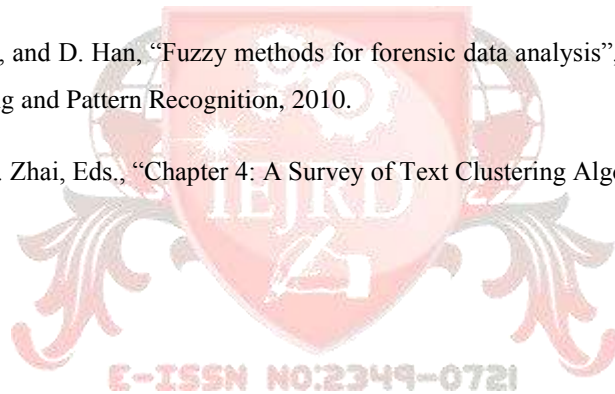 , and D. Han, “Fuzzy methods for forensic data analysis”,
g and Pattern Recognition, 2010.
. Zhai, Eds., “Chapter 4: A Survey of Text Clustering Algo
IEJRD
E-ISSN NO:2349-0721